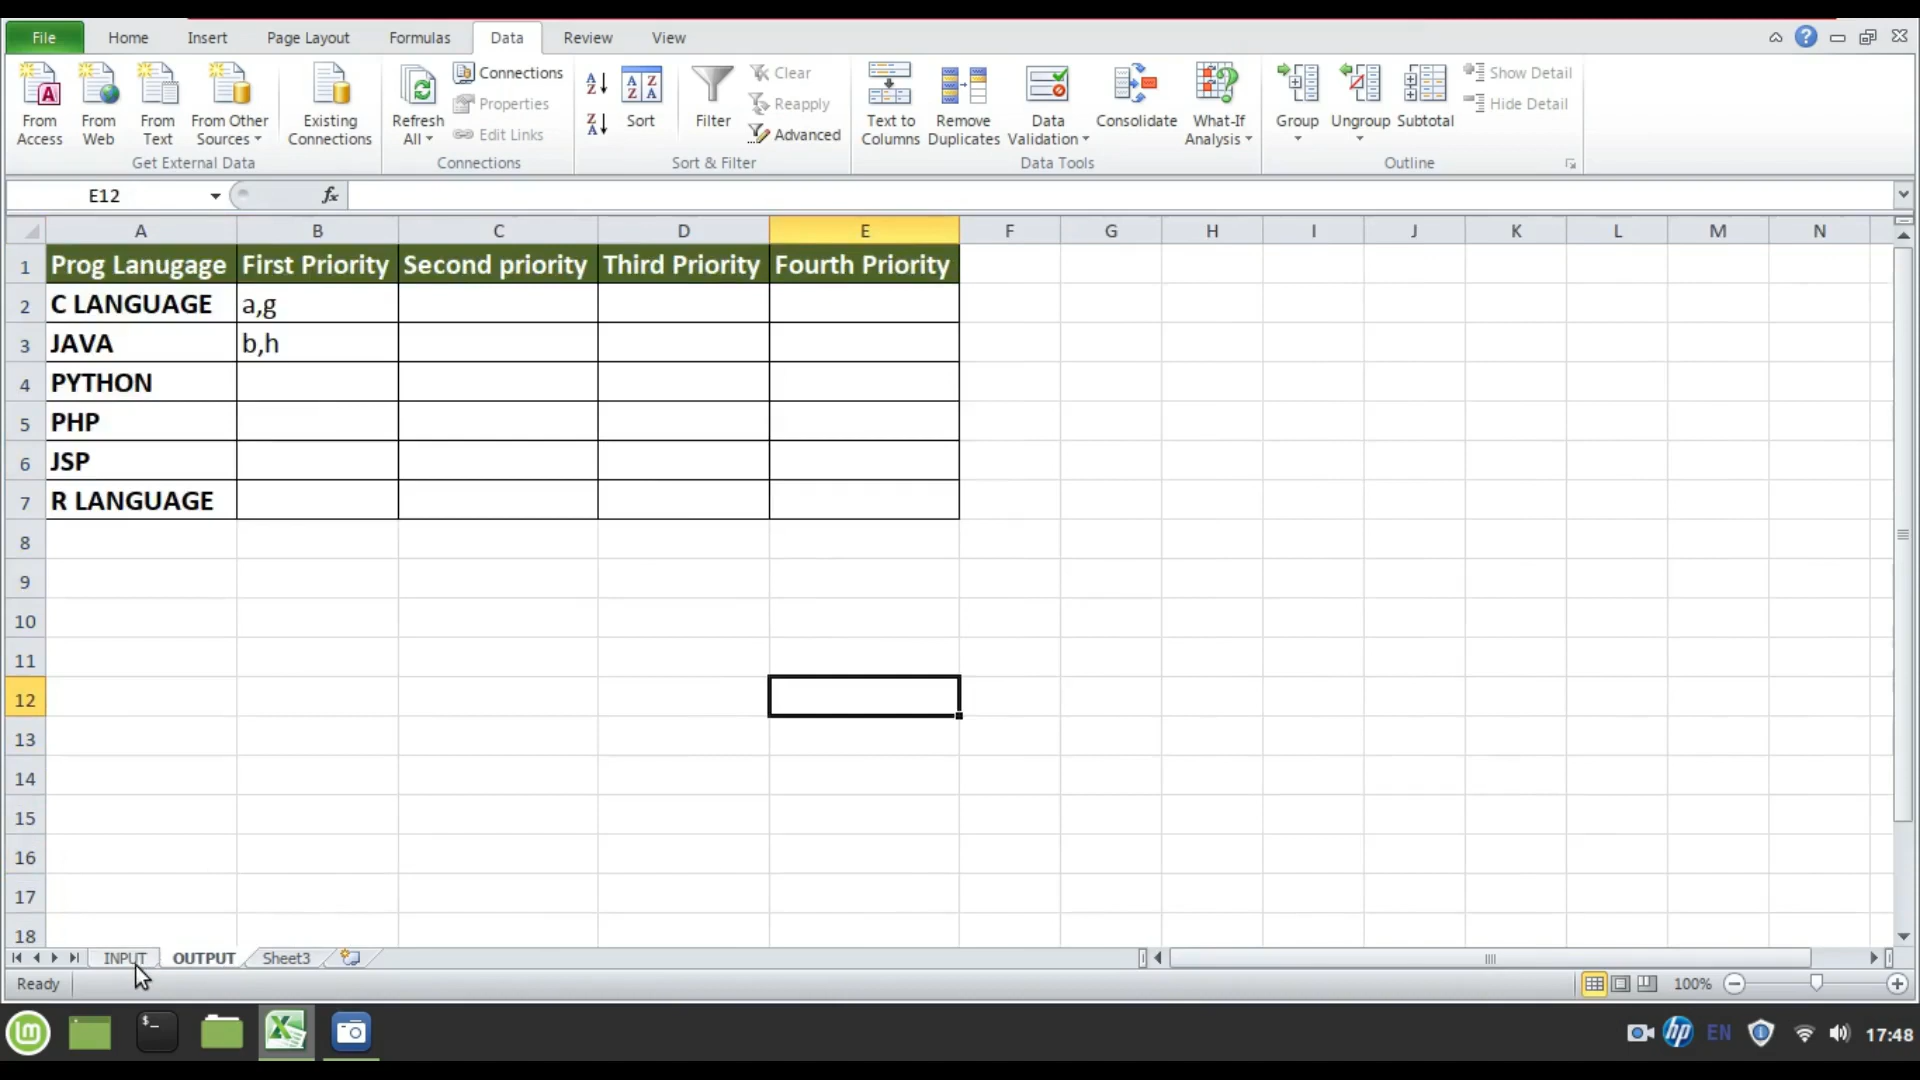 File Home Insert Page Layout Formulas Data Review View
From Access From Web From Text From Other Sources Existing Connections Refresh All Connections Properties Edit Links Sort Filter Clear Reapply Advanced Text to Columns Remove Duplicates Data Validation Consolidate What-If Analysis Group Ungroup Subtotal Show Detail Hide Detail
Get External Data Connections Sort & Filter Data Tools Outline
E12 fx
A B C D E F G H I J K L M N
1 Prog Lanugage First Priority Second priority Third Priority Fourth Priority
2 C LANGUAGE a,g
3 JAVA b,h
4 PYTHON
5 PHP
6 JSP
7 R LANGUAGE
8
9
10
11
12
13
14
15
16
17
18
INPUT OUTPUT Sheet3
Ready 100%
EN 17:48